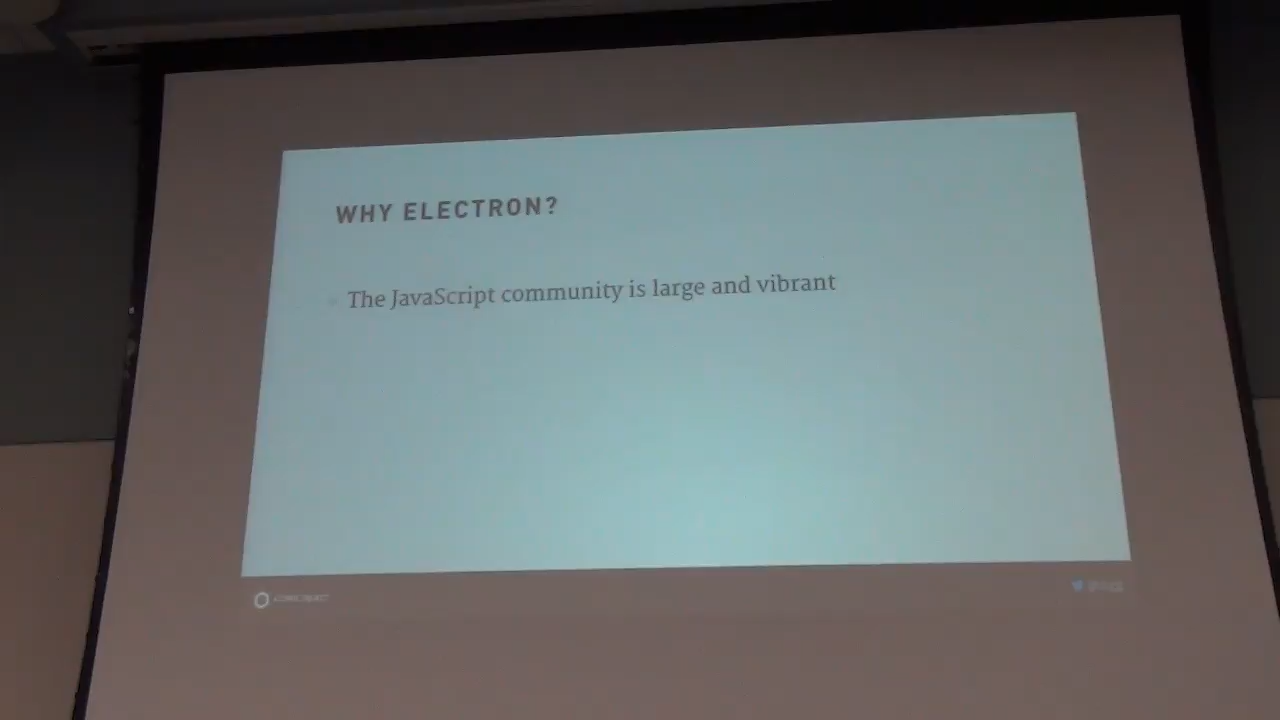 WHY ELECTRON?
The JavaScript community is large and vibrant